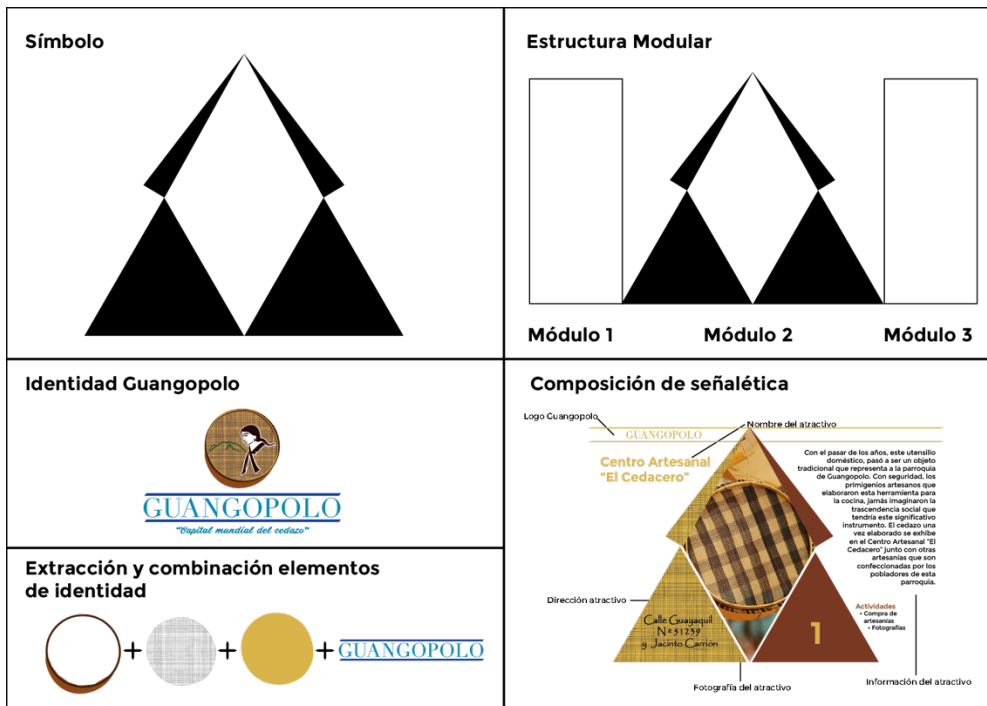 Símbolo
Estructura Modular
Módulo 1
Módulo 2
Módulo 3
Identidad Guangopolo
GUANGOPOLO
"Capital mundial del cedazo"
Extracción y combinación elementos
de identidad
+
+
+
GUANGOPOLO
Composición de señalética
Logo Guangopolo
Nombre del atractivo
GUANGOPOLO
Centro Artesanal
"El Cedacero"
Con el pasar de los años, este utensilio
doméstico, pasó a ser un objeto
tradicional que representa a la parroquia
de Guangopolo. Con seguridad, los
primigenios artesanos que
elaboraron esta herramienta para
la cocina, jamás imaginaron la
trascendencia social que
tendría este significativo
instrumento. El cedazo una
vez elaborado se exhibe
en el Centro Artesanal "El
Cedacero" junto con otras
artesanías que son
confeccionadas por los
pobladores de esta
parroquia.
Dirección atractivo
Calle Guayaquil
Nº31239
y Jacinto Carrión
1
Actividades
• Compra de
artesanías
• Fotografías
Fotografía del atractivo
Información del atractivo